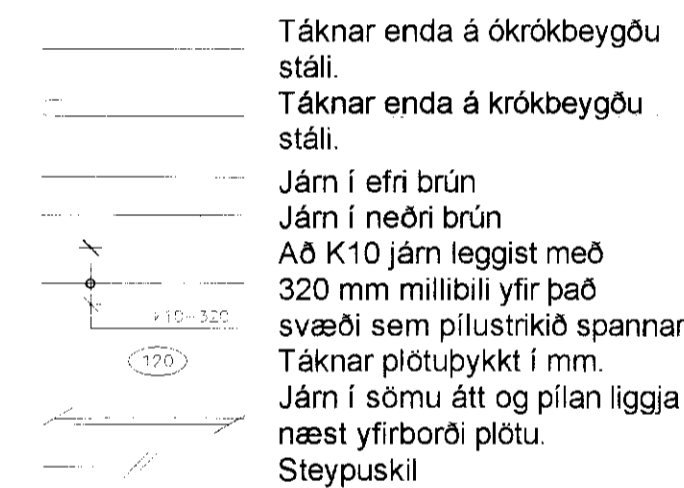 Táknar enda á ókrókbeygðu
stáli.
Táknar enda á krókbeygðu
stáli.
Járn í efri brún
Járn í neðri brún
Að K10 járn leggist með
320 mm millibili yfir það
K10-320
svæði sem pílustrikið spannar
120
Táknar plötuþykkt í mm.
Járn í sömu átt og pílan liggja
næst yfirborði plötu.
Steypuskil